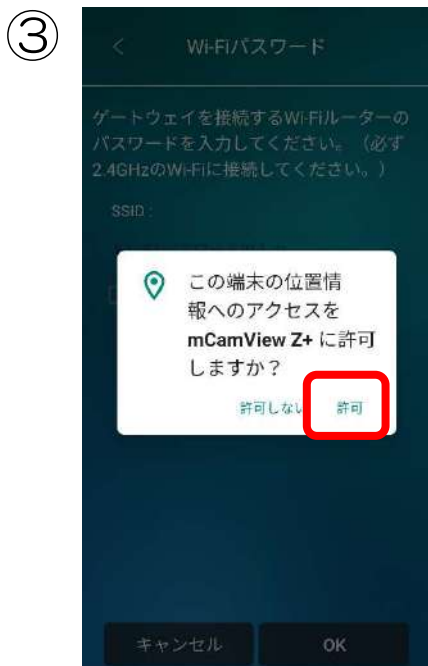 ③
< Wi-Fiパスワード
ゲートウェイを接続するWi-Fiルーターの
パスワードを入力してください。（必ず
2.4GHzのWi-Fiに接続してください。）
SSID :
この端末の位置情
報へのアクセスを
mCamView Z+ に許可
しますか？
許可しない 許可
キャンセル OK